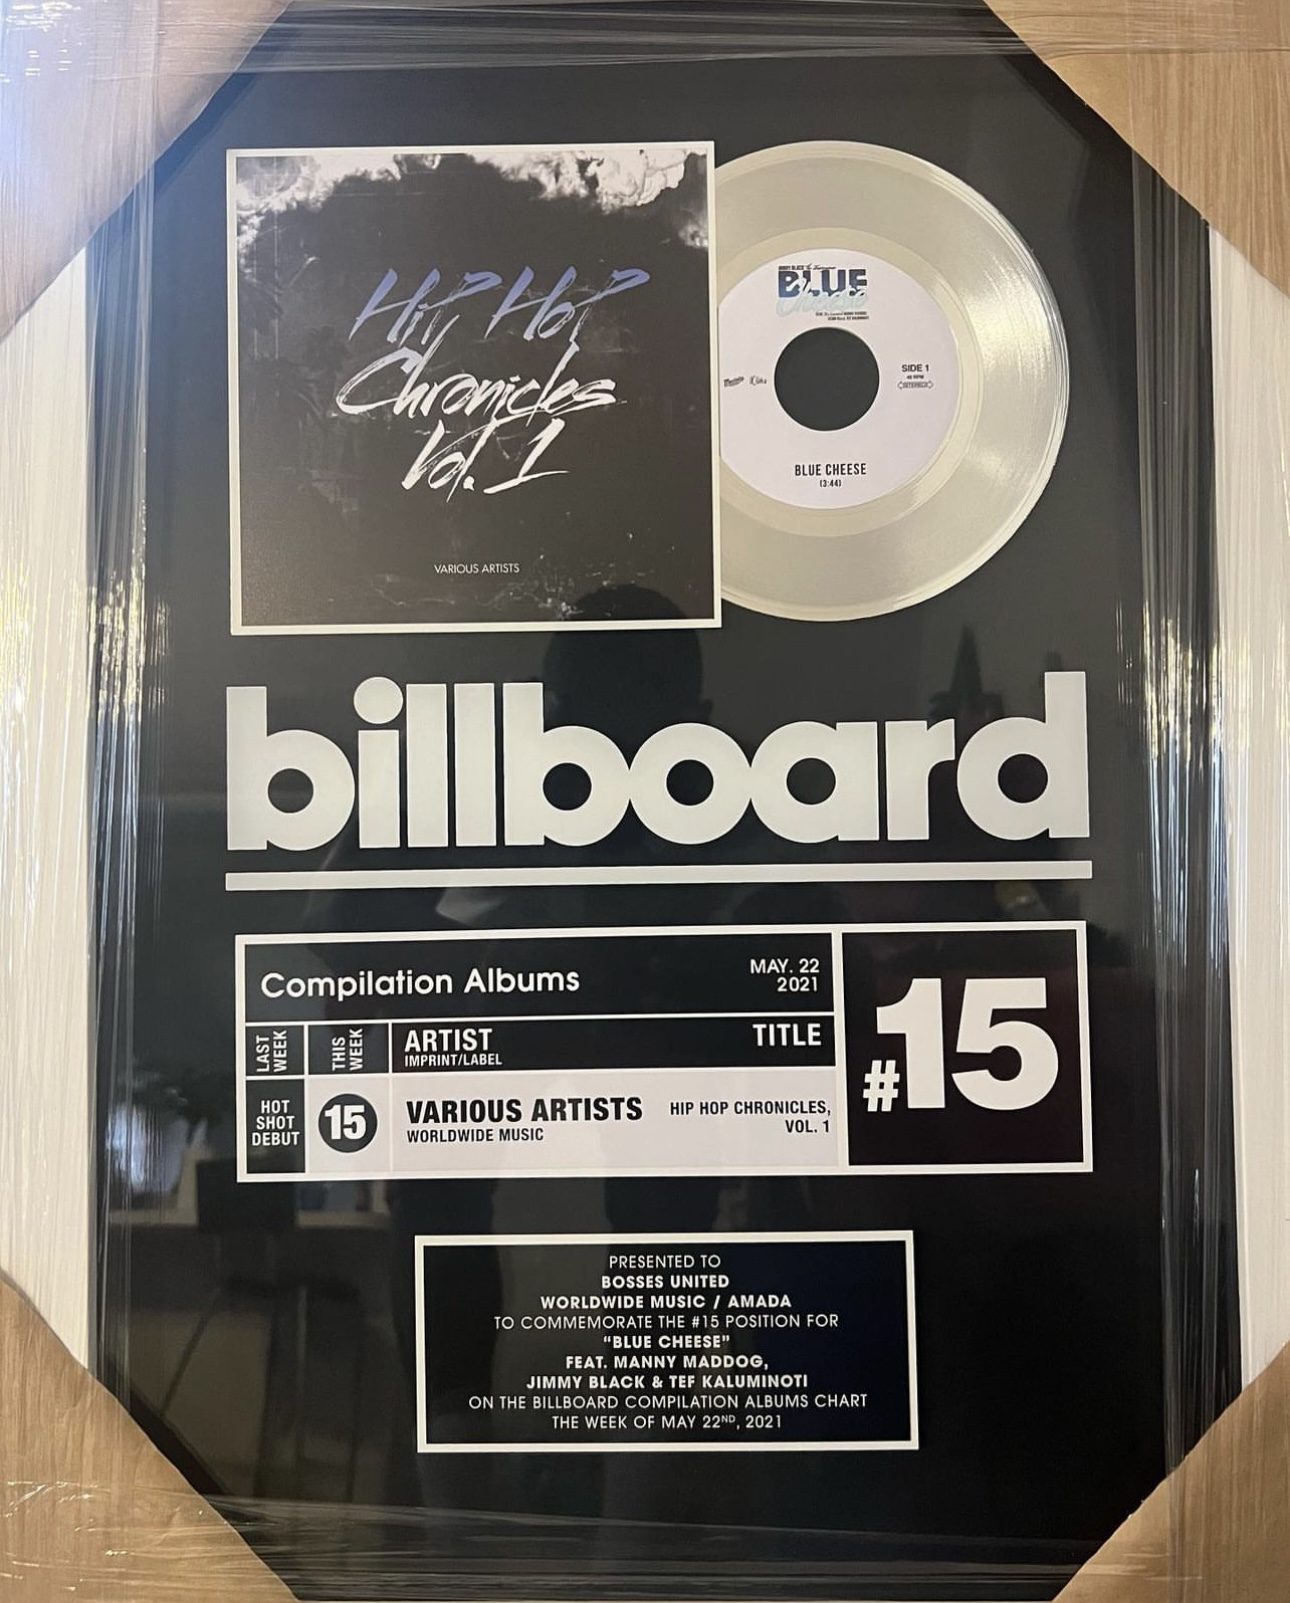 HIP HOP
Chronicles
Vol. 1
VARIOUS ARTISTS
BLUE
Cheese
SIDE 1
45 RPM
BLUE CHEESE
(3:44)
billboard
Compilation Albums
MAY. 22
2021
LAST
WEEK
THIS
WEEK
ARTIST
IMPRINT/LABEL
TITLE
HOT
SHOT
DEBUT
15
VARIOUS ARTISTS
WORLDWIDE MUSIC
HIP HOP CHRONICLES,
VOL. 1
#15
PRESENTED TO
BOSSES UNITED
WORLDWIDE MUSIC / AMADA
TO COMMEMORATE THE #15 POSITION FOR
“BLUE CHEESE”
FEAT. MANNY MADDOG,
JIMMY BLACK & TEF KALUMINOTI
ON THE BILLBOARD COMPILATION ALBUMS CHART
THE WEEK OF MAY 22ND, 2021